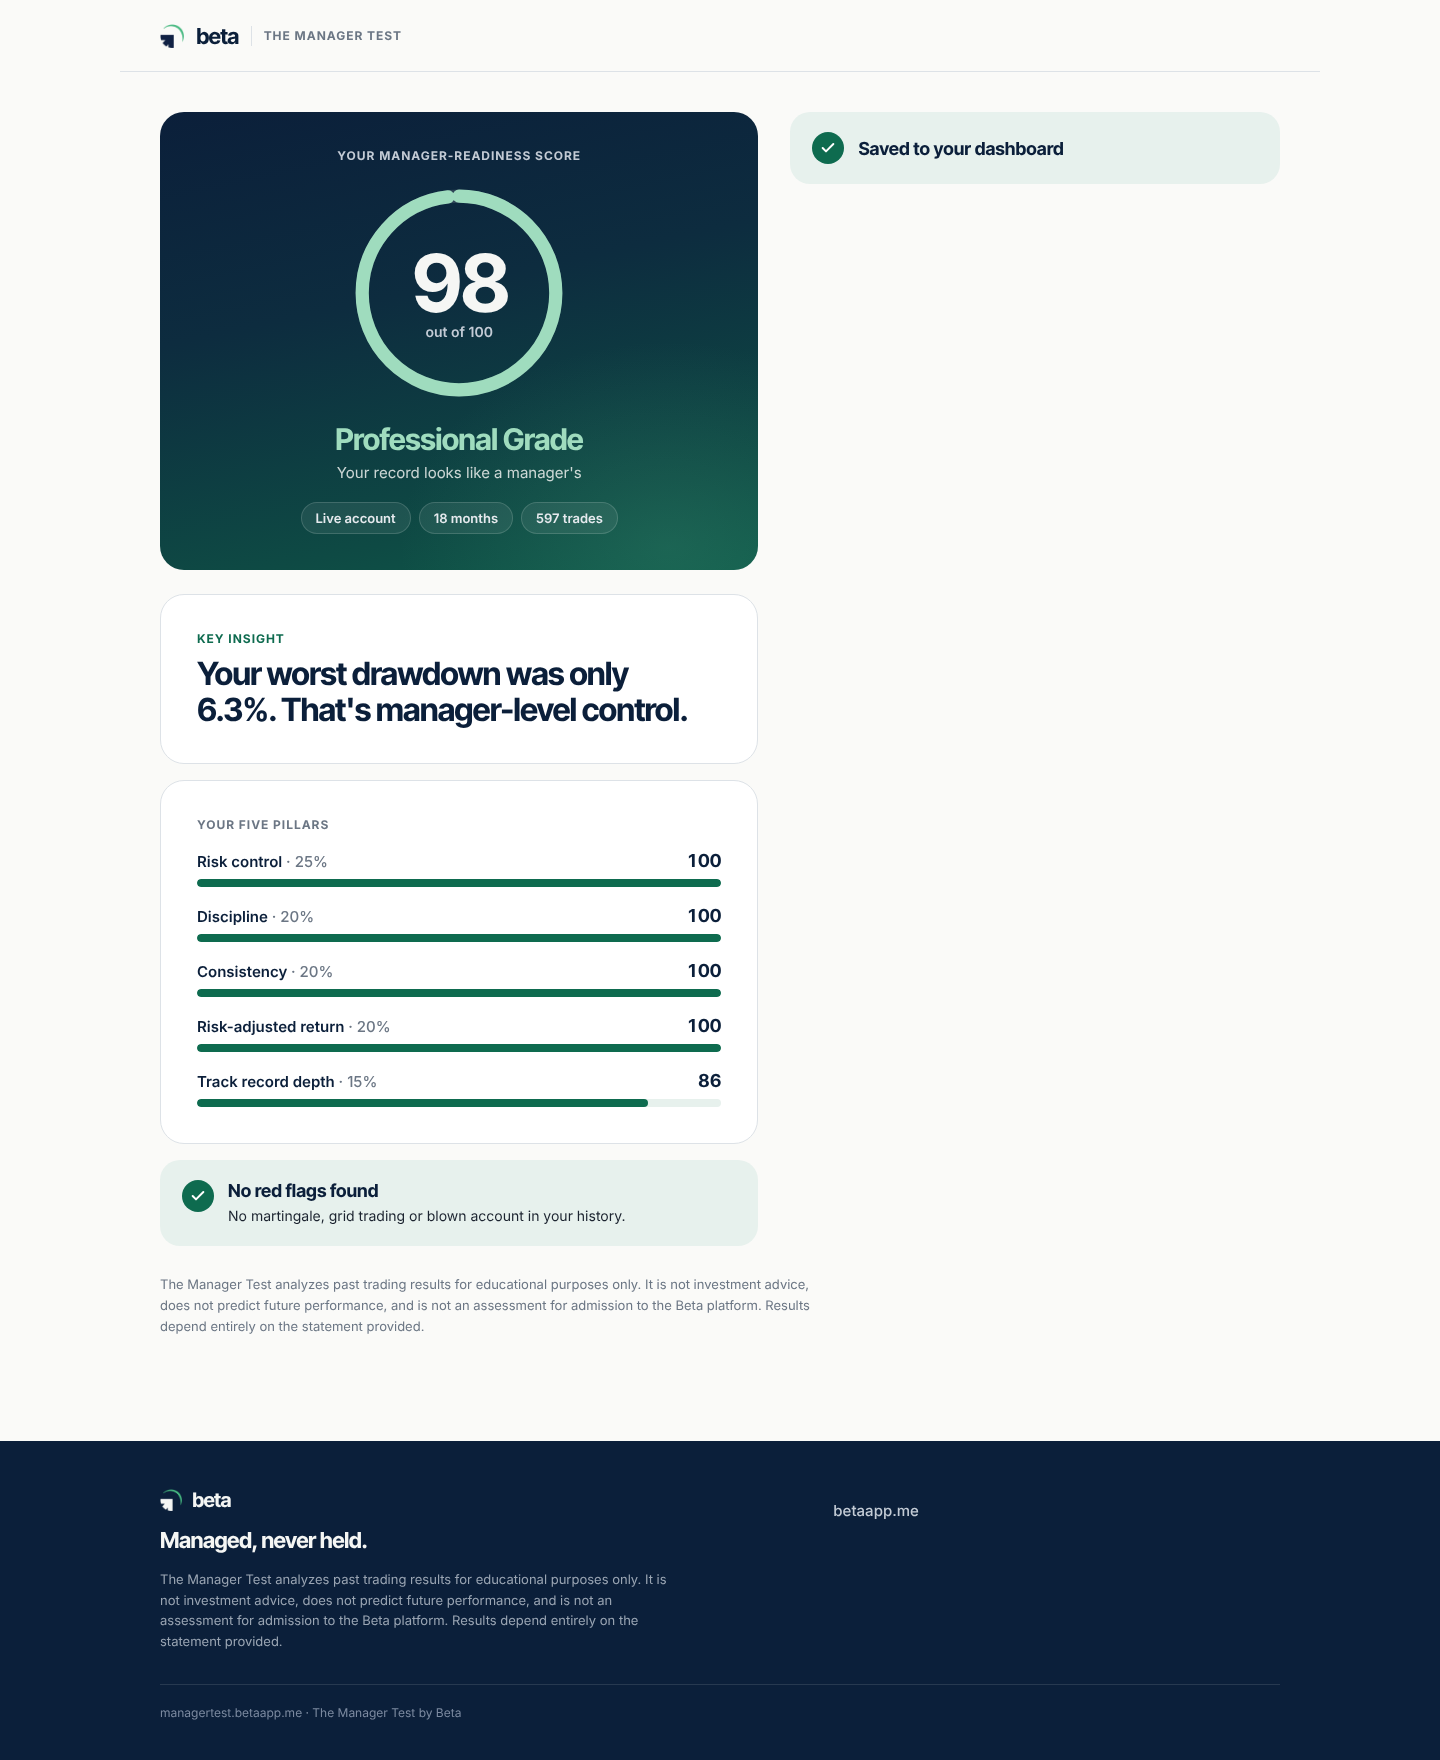 beta
THE MANAGER TEST
YOUR MANAGER-READINESS SCORE
98
out of 100
Professional Grade
Your record looks like a manager's
Live account
18 months
597 trades
Saved to your dashboard
KEY INSIGHT
Your worst drawdown was only
6.3%. That's manager-level control.
YOUR FIVE PILLARS
Risk control · 25% 100
Discipline · 20% 100
Consistency · 20% 100
Risk-adjusted return · 20% 100
Track record depth · 15% 86
No red flags found
No martingale, grid trading or blown account in your history.
The Manager Test analyzes past trading results for educational purposes only. It is not investment advice,
does not predict future performance, and is not an assessment for admission to the Beta platform. Results
depend entirely on the statement provided.
beta
Managed, never held.
The Manager Test analyzes past trading results for educational purposes only. It is
not investment advice, does not predict future performance, and is not an
assessment for admission to the Beta platform. Results depend entirely on the
statement provided.
betaapp.me
managertest.betaapp.me · The Manager Test by Beta